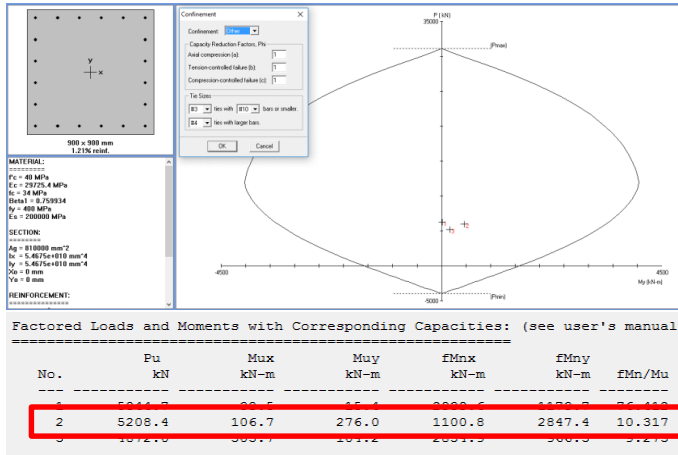 900 x 900 mm
1.21% reinf.
MATERIAL:
========
f'c = 40 MPa
Ec = 29725.4 MPa
fc = 34 MPa
Beta1 = 0.759934
fy = 400 MPa
Es = 200000 MPa
SECTION:
========
Ag = 810000 mm^2
Ix = 5.4675e+010 mm^4
Iy = 5.4675e+010 mm^4
Xo = 0 mm
Yo = 0 mm
REINFORCEMENT:
y
x
Confinement
Confinement: Other
Capacity Reduction Factors, Phi
Axial compression (a): 1
Tension-controlled failure (b): 1
Compression-controlled failure (c): 1
Tie Sizes
#3 ties with #10 bars or smaller.
#4 ties with larger bars.
OK Cancel
P (kN)
35000
(Pmax)
1
2
3
-4500 4500
My (kN-m)
-5000
(Pmin)
Factored Loads and Moments with Corresponding Capacities: (see user's manual
Pu Mux Muy fMnx fMny
No. kN kN-m kN-m kN-m kN-m fMn/Mu
2 5208.4 106.7 276.0 1100.8 2847.4 10.317